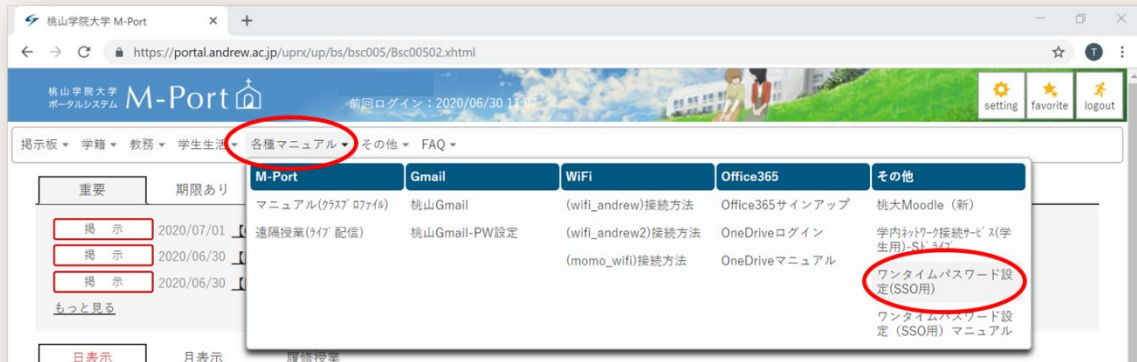 桃山学院大学 M-Port
https://portal.andrew.ac.jp/uprx/up/bs/bsc005/Bsc00502.xhtml
T
桃山学院大学
ポータルシステム
M-Port
前回ログイン:2020/06/30 11:07
setting
favorite
logout
掲示板 学籍 教務 学生生活 各種マニュアル その他 FAQ
重要
期限あり
掲 示 2020/07/01
掲 示 2020/06/30
掲 示 2020/06/30
もっと見る
日表示
月表示
履修授業
M-Port
マニュアル(クラスプロファイル)
遠隔授業(ライブ配信)
Gmail
桃山Gmail
桃山Gmail-PW設定
WiFi
(wifi_andrew)接続方法
(wifi_andrew2)接続方法
(momo_wifi)接続方法
Office365
Office365サインアップ
OneDriveログイン
OneDriveマニュアル
その他
桃大Moodle(新)
学内ネットワーク接続サービス(学
生用)-Sドライブ
ワンタイムパスワード設
定(SSO用)
ワンタイムパスワード設
定(SSO用)マニュアル